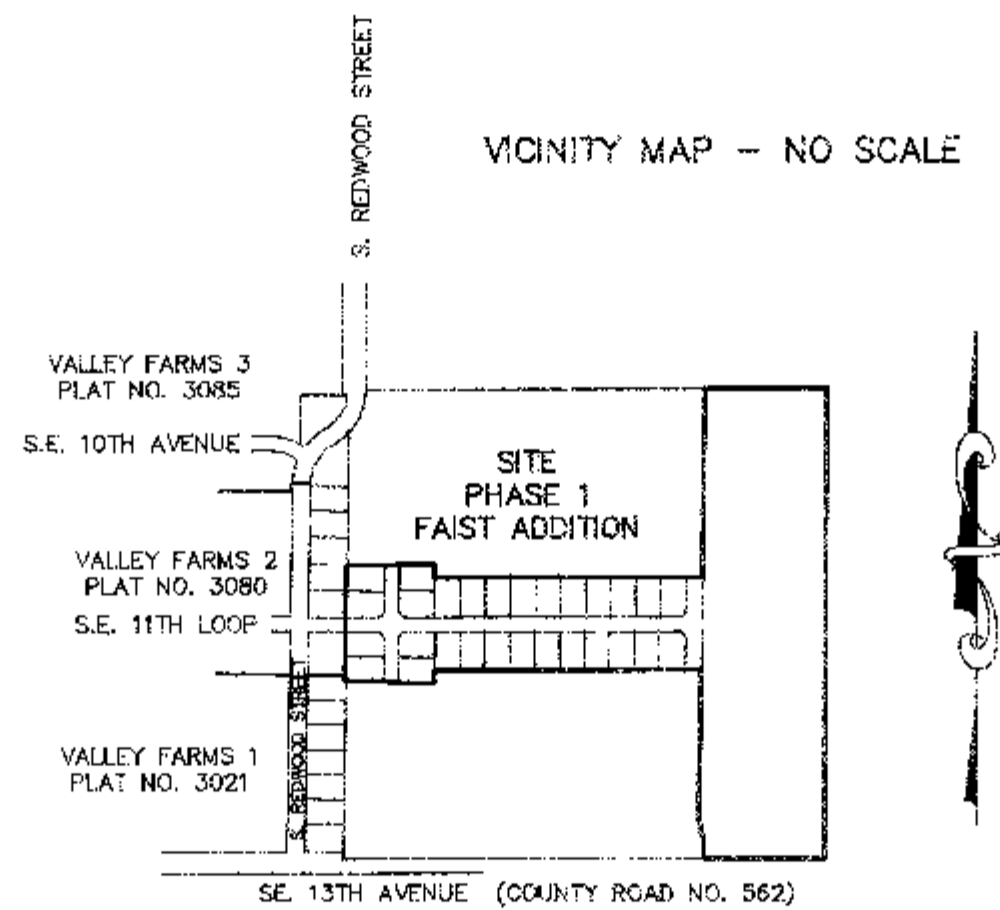 S. REDWOOD STREET
VICINITY MAP - NO SCALE
VALLEY FARMS 3
PLAT NO. 3085
S.E. 10TH AVENUE
SITE
PHASE 1
FAIST ADDITION
VALLEY FARMS 2
PLAT NO. 3080
S.E. 11TH LOOP
S. REDWOOD STREET
VALLEY FARMS 1
PLAT NO. 3021
SE. 13TH AVENUE (COUNTY ROAD NO. 562)